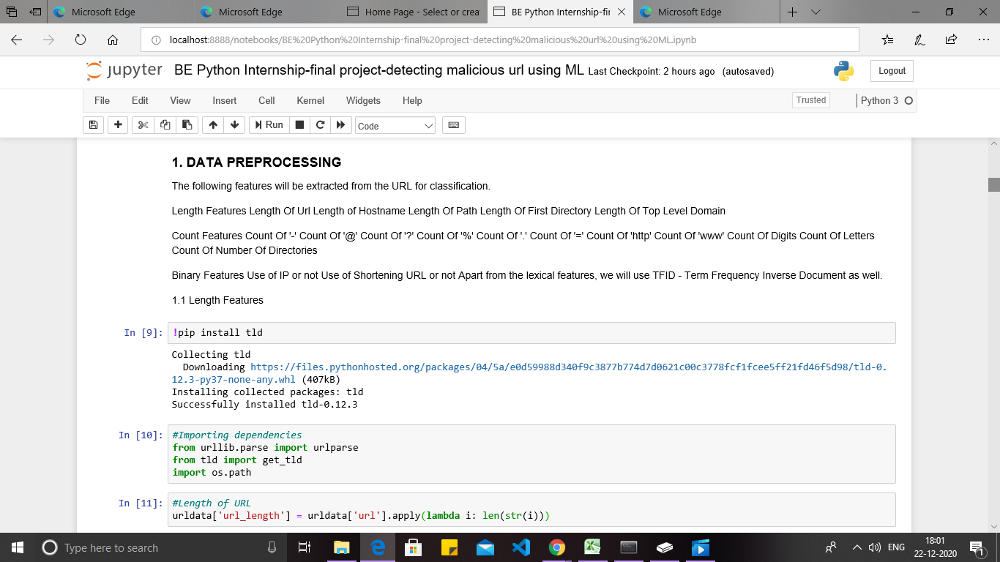 Microsoft Edge
Microsoft Edge
Home Page - Select or crea
BE Python Internship-fin
Microsoft Edge
localhost:8888/notebooks/BE%20Python%20Internship-final%20project-detecting%20malicious%20url%20using%20ML.ipynb
jupyter BE Python Internship-final project-detecting malicious url using ML Last Checkpoint: 2 hours ago (autosaved)
Logout
File Edit View Insert Cell Kernel Widgets Help
Trusted
Python 3
Run
Code
1. DATA PREPROCESSING
The following features will be extracted from the URL for classification.
Length Features Length Of Url Length of Hostname Length Of Path Length Of First Directory Length Of Top Level Domain
Count Features Count Of '-' Count Of '@' Count Of '?' Count Of '%' Count Of '.' Count Of '=' Count Of 'http' Count Of 'www' Count Of Digits Count Of Letters
Count Of Number Of Directories
Binary Features Use of IP or not Use of Shortening URL or not Apart from the lexical features, we will use TFID - Term Frequency Inverse Document as well.
1.1 Length Features
In [9]: !pip install tld
Collecting tld
Downloading https://files.pythonhosted.org/packages/04/5a/e0d59988d340f9c3877b774d7d0621c00c3778fcf1fcee5ff21fd46f5d98/tld-0.
12.3-py37-none-any.whl (407kB)
Installing collected packages: tld
Successfully installed tld-0.12.3
In [10]: #Importing dependencies
from urllib.parse import urlparse
from tld import get_tld
import os.path
In [11]: #Length of URL
urldata['url_length'] = urldata['url'].apply(lambda i: len(str(i)))
Type here to search
ENG
18:01
22-12-2020
1